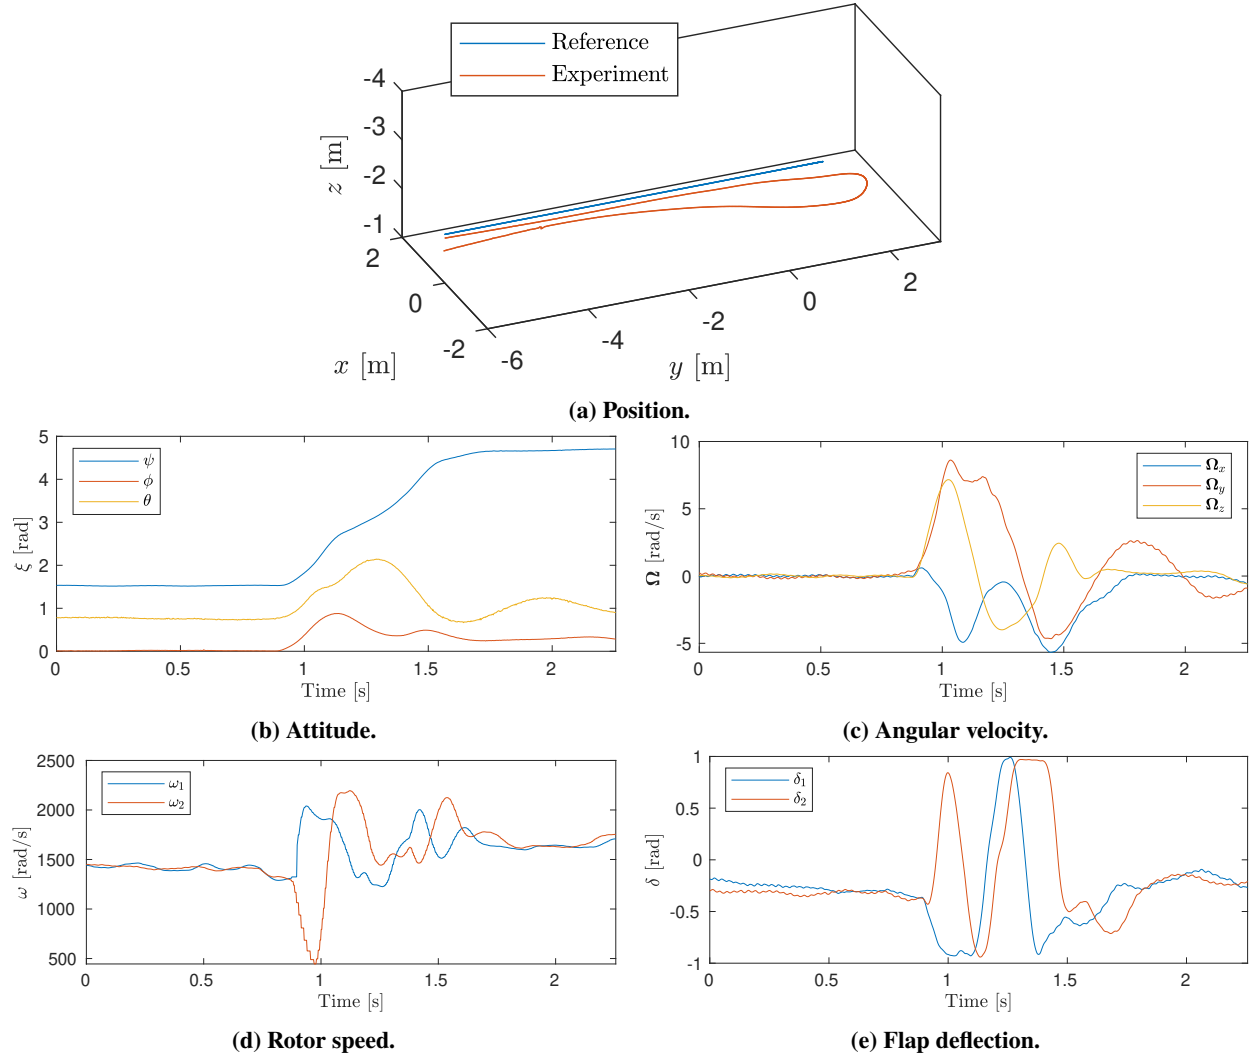 Reference
Experiment
-4
-3
-2
-1
z [m]
2
0
-2
x [m]
-6
-4
-2
0
2
y [m]
(a) Position.
5
4
3
2
1
0
ξ [rad]
ψ
ϕ
θ
0
0.5
1
1.5
2
Time [s]
(b) Attitude.
10
5
0
-5
Ω [rad/s]
Ωx
Ωy
Ωz
0
0.5
1
1.5
2
Time [s]
(c) Angular velocity.
2500
2000
1500
1000
500
ω [rad/s]
ω1
ω2
0
0.5
1
1.5
2
Time [s]
(d) Rotor speed.
1
0.5
0
-0.5
-1
δ [rad]
δ1
δ2
0
0.5
1
1.5
2
Time [s]
(e) Flap deflection.